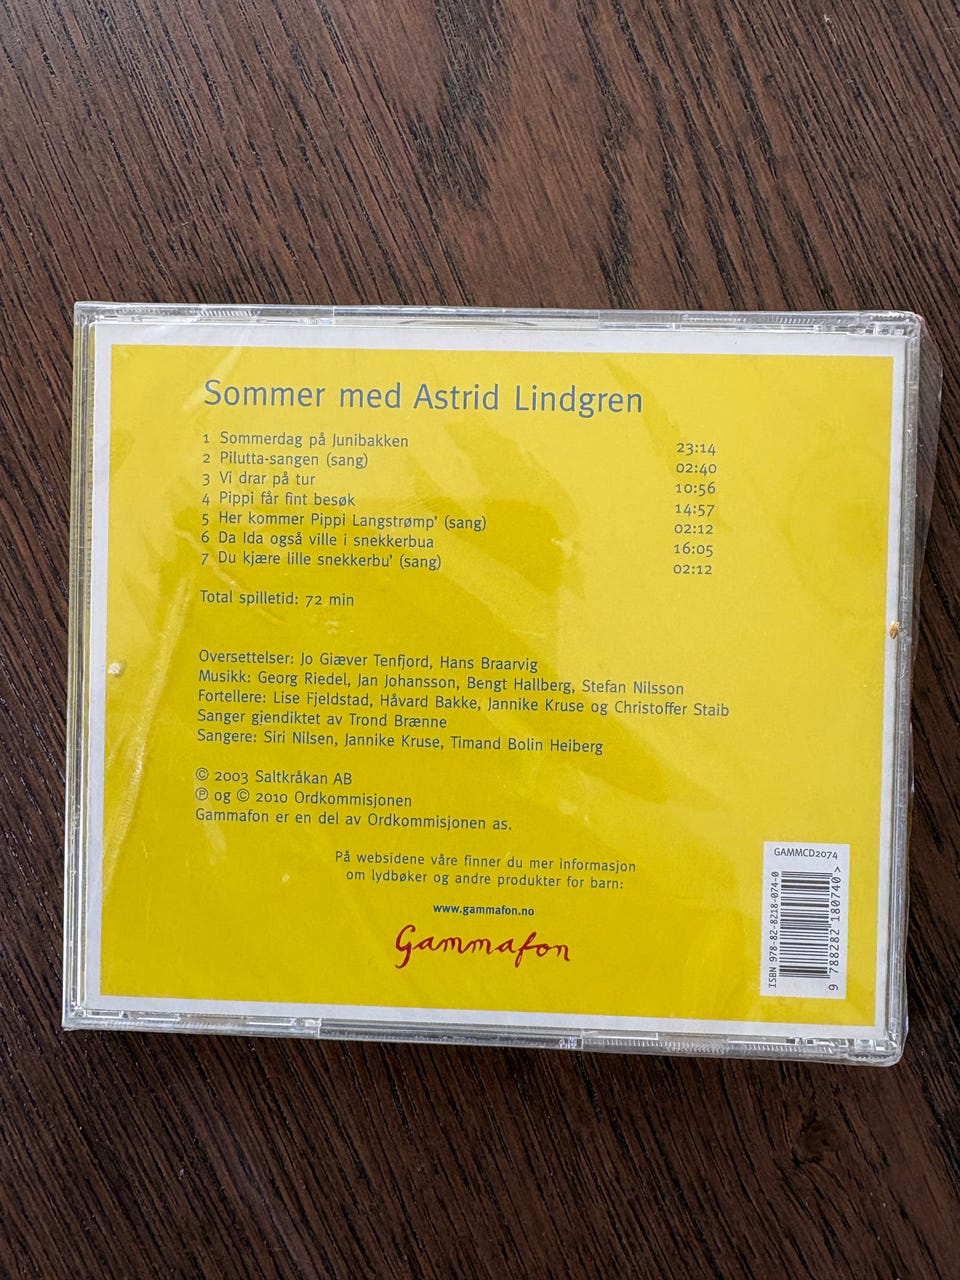 Sommer med Astrid Lindgren
1 Sommerdag på Junibakken 23:14
2 Pilutta-sangen (sang) 02:40
3 Vi drar på tur 10:56
4 Pippi får fint besøk 14:57
5 Her kommer Pippi Langstrømp’ (sang) 02:12
6 Da Ida også ville i snekkerbua 16:05
7 Du kjære lille snekkerbu’ (sang) 02:12
Total spilletid: 72 min
Oversettelser: Jo Giæver Tenfjord, Hans Braarvig
Musikk: Georg Riedel, Jan Johansson, Bengt Hallberg, Stefan Nilsson
Fortellere: Lise Fjeldstad, Håvard Bakke, Jannike Kruse og Christoffer Staib
Sanger gjendiktet av Trond Brænne
Sangere: Siri Nilsen, Jannike Kruse, Timand Bolin Heiberg
© 2003 Saltkråkan AB
℗ og © 2010 Ordkommisjonen
Gammafon er en del av Ordkommisjonen as.
På websidene våre finner du mer informasjon
om lydbøker og andre produkter for barn:
www.gammafon.no
Gammafon
GAMMCD2074
ISBN 978-82-8218-074-0
9 788282 180740 >